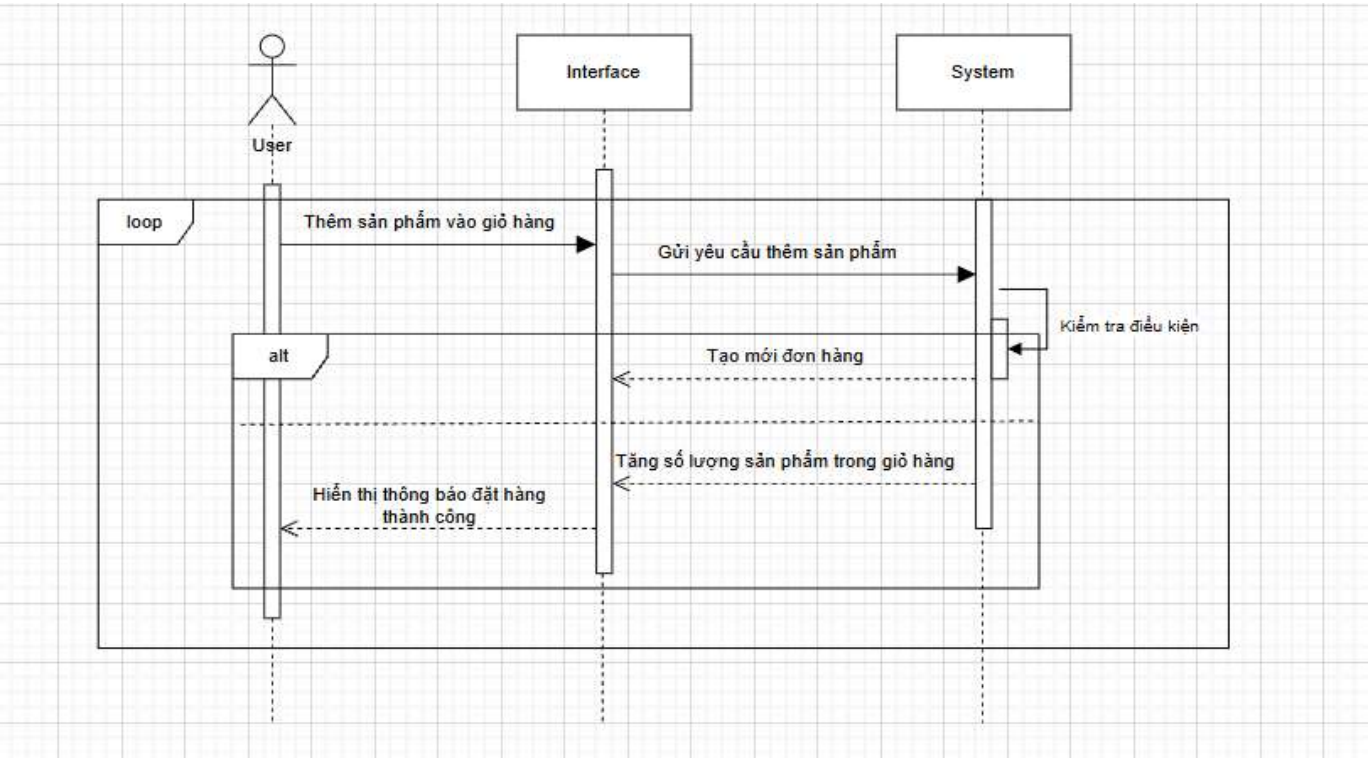 Interface
System
User
loop
Thêm sản phẩm vào giỏ hàng
Gửi yêu cầu thêm sản phẩm
Kiểm tra điều kiện
alt
Tạo mới đơn hàng
Tăng số lượng sản phẩm trong giỏ hàng
Hiển thị thông báo đặt hàng
thành công